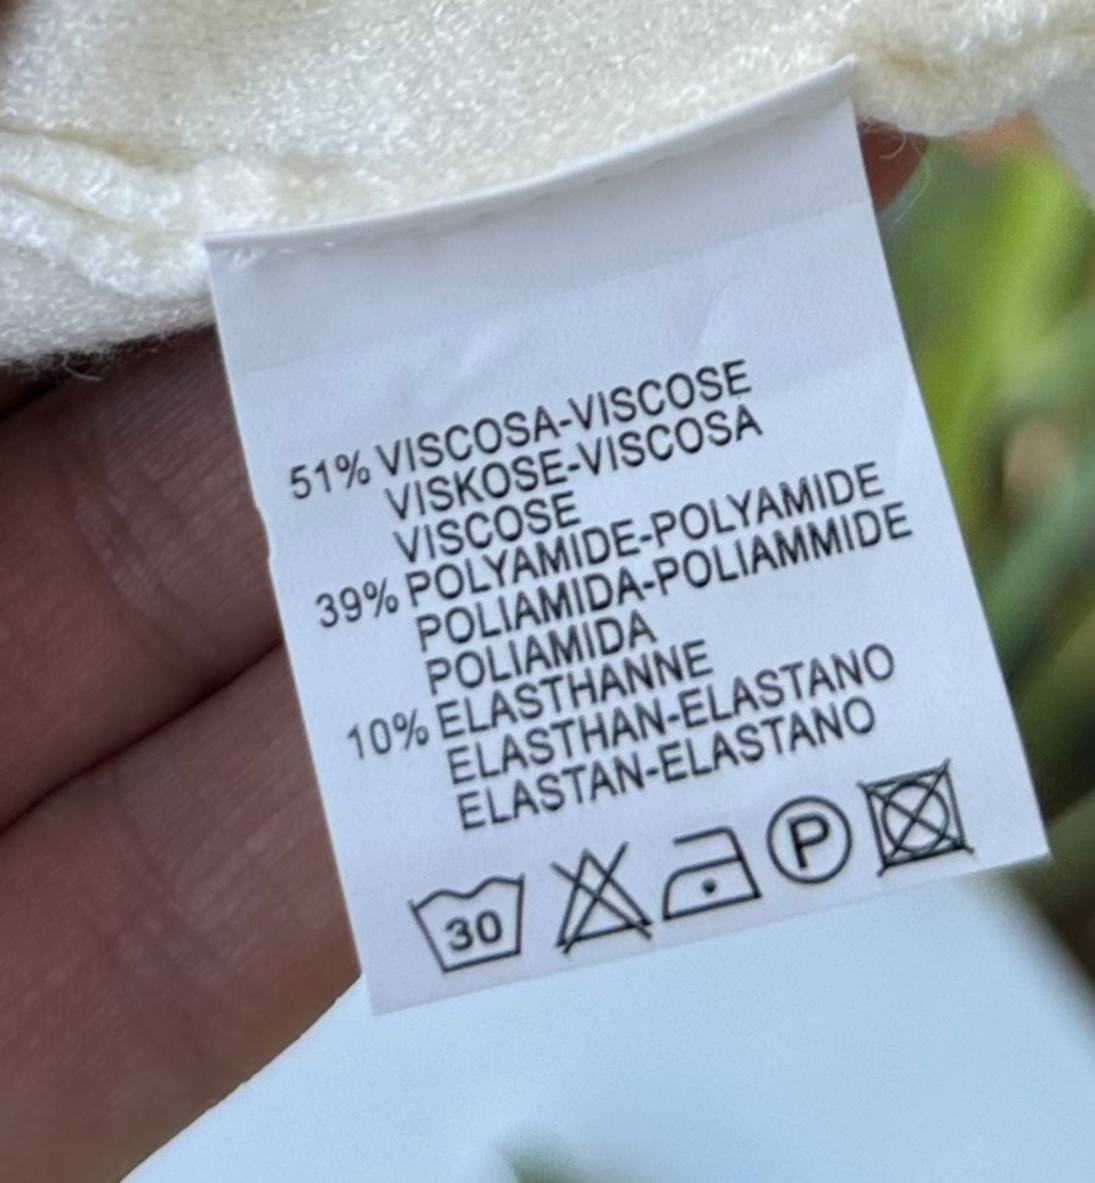 51% VISCOSA-VISCOSE
VISKOSE-VISCOSA
VISCOSE
39% POLYAMIDE-POLYAMIDE
POLIAMIDA-POLIAMMIDE
POLIAMIDA
10% ELASTHANNE
ELASTHAN-ELASTANO
ELASTAN-ELASTANO
30 P